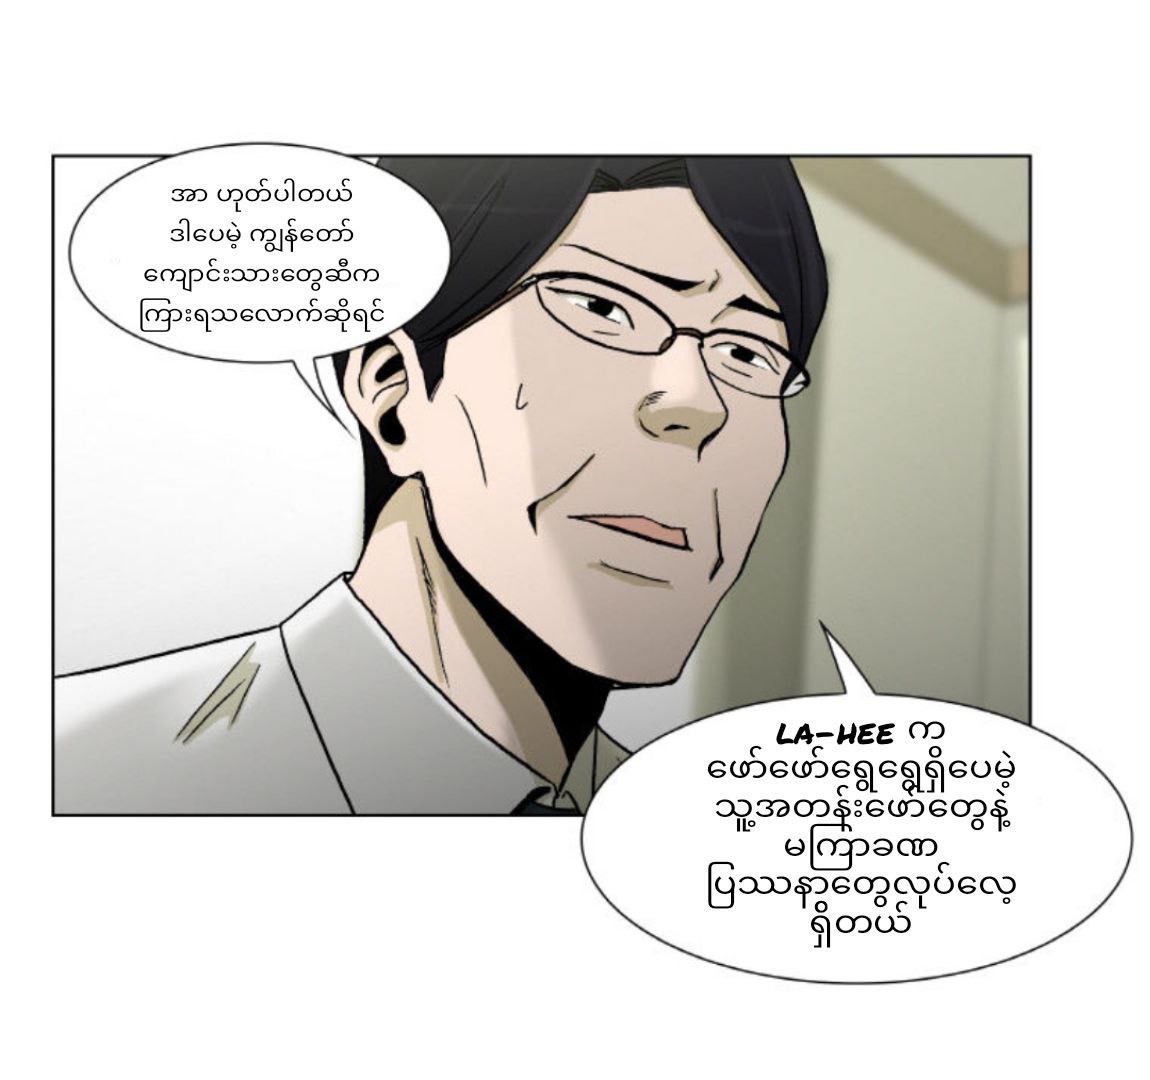 အာ ဟုတ်ပါတယ်
ဒါပေမဲ့ ကျွန်တော်
ကျောင်းသားတွေဆီက
ကြားရသလောက်ဆိုရင်
LA-HEE က
ဖော်ဖော်ရွေရွေရှိပေမဲ့
သူ့အတန်းဖော်တွေနဲ့
မကြာခဏ
ပြဿနာတွေလုပ်လေ့
ရှိတယ်